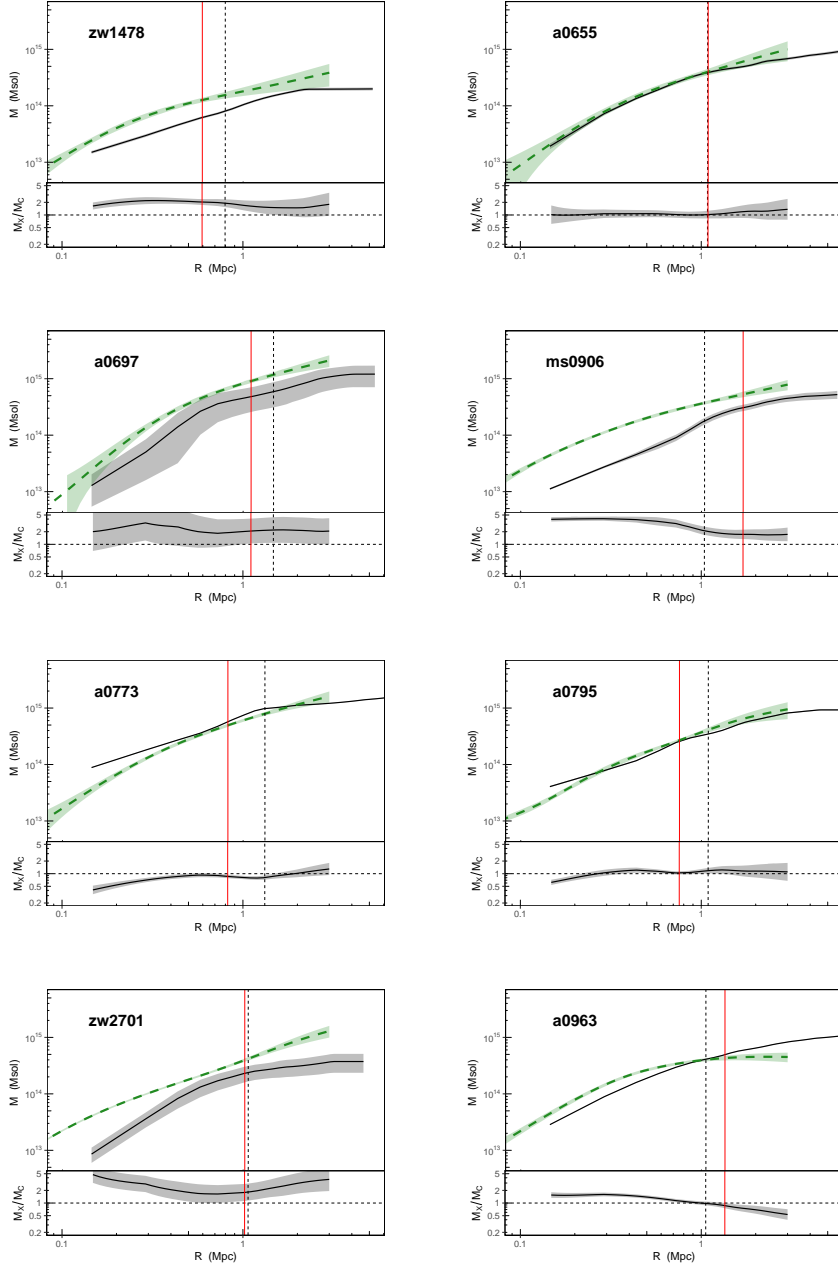 zw1478
M (Msol)
10^15
10^14
10^13
M_X/M_C
5
2
1
0.5
0.2
0.1
1
R (Mpc)
a0655
M (Msol)
10^15
10^14
10^13
M_X/M_C
5
2
1
0.5
0.2
0.1
1
R (Mpc)
a0697
M (Msol)
10^15
10^14
10^13
M_X/M_C
5
2
1
0.5
0.2
0.1
1
R (Mpc)
ms0906
M (Msol)
10^15
10^14
10^13
M_X/M_C
5
2
1
0.5
0.2
0.1
1
R (Mpc)
a0773
M (Msol)
10^15
10^14
10^13
M_X/M_C
5
2
1
0.5
0.2
0.1
1
R (Mpc)
a0795
M (Msol)
10^15
10^14
10^13
M_X/M_C
5
2
1
0.5
0.2
0.1
1
R (Mpc)
zw2701
M (Msol)
10^15
10^14
10^13
M_X/M_C
5
2
1
0.5
0.2
0.1
1
R (Mpc)
a0963
M (Msol)
10^15
10^14
10^13
M_X/M_C
5
2
1
0.5
0.2
0.1
1
R (Mpc)